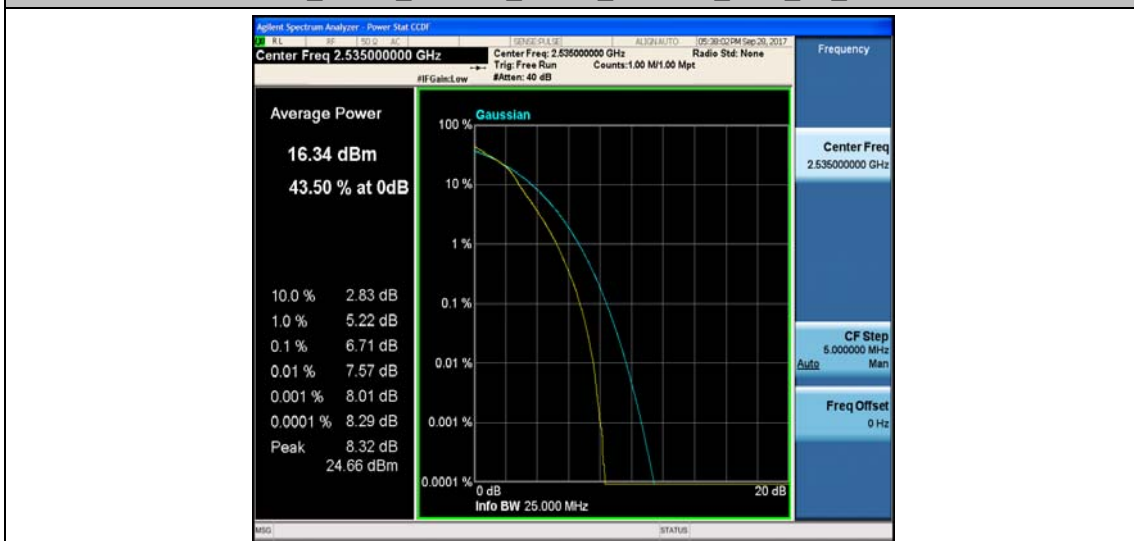 Agilent Spectrum Analyzer - Power Stat CCDF
RL RF 50 Ω AC SENSE:PULSE ALIGN AUTO 05:38:02 PM Sep 28, 2017
Center Freq 2.535000000 GHz
Center Freq: 2.535000000 GHz Radio Std: None
Trig: Free Run Counts:1.00 M/1.00 Mpt
#IFGain:Low #Atten: 40 dB
Frequency
Average Power
16.34 dBm
43.50 % at 0dB
10.0 % 2.83 dB
1.0 % 5.22 dB
0.1 % 6.71 dB
0.01 % 7.57 dB
0.001 % 8.01 dB
0.0001 % 8.29 dB
Peak 8.32 dB
24.66 dBm
Gaussian
100 %
10 %
1 %
0.1 %
0.01 %
0.001 %
0.0001 %
0 dB 20 dB
Info BW 25.000 MHz
Center Freq
2.535000000 GHz
CF Step
5.000000 MHz
Auto Man
Freq Offset
0 Hz
MSG STATUS